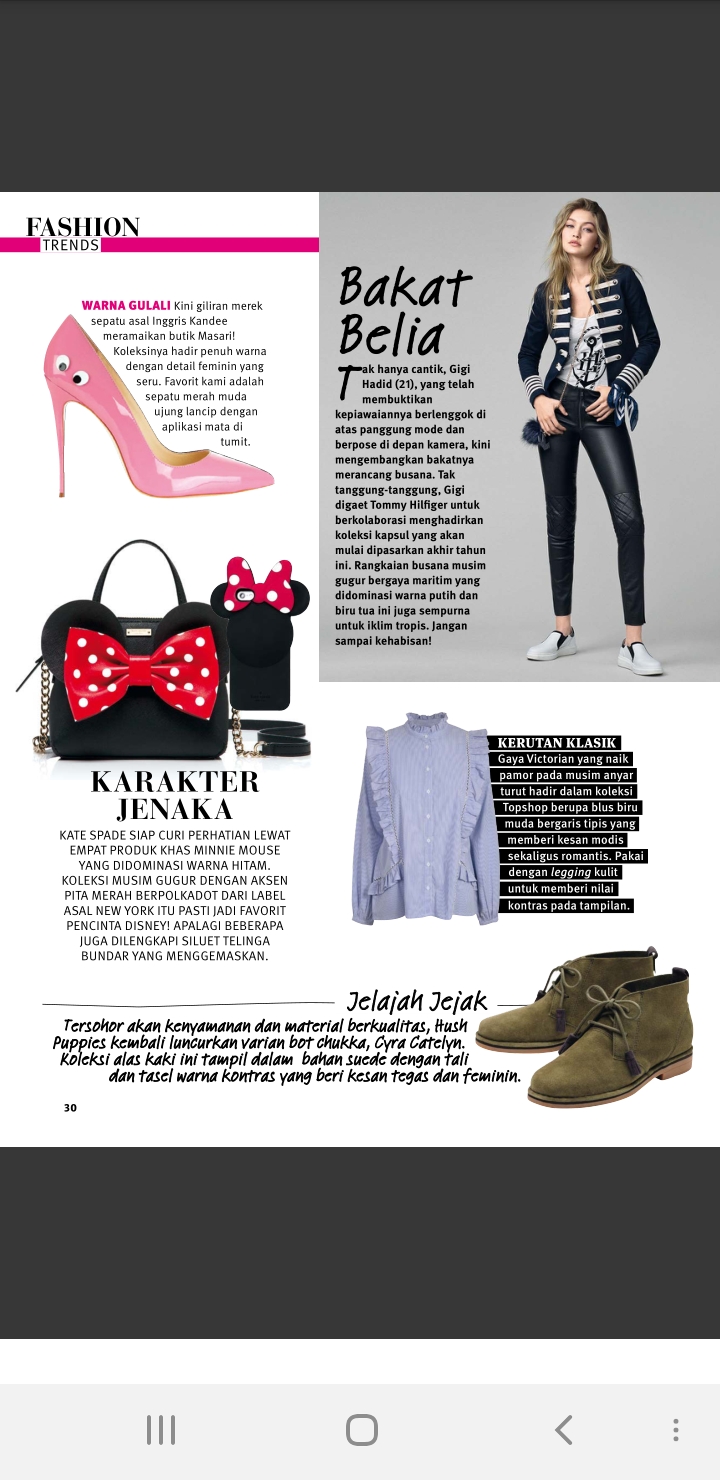 FASHION
TRENDS
WARNA GULALI Kini giliran merek
sepatu asal Inggris Kandee
meramaikan butik Masari!
Koleksinya hadir penuh warna
dengan detail feminin yang
seru. Favorit kami adalah
sepatu merah muda
ujung lancip dengan
aplikasi mata di
tumit.
Bakat
Belia
Tak hanya cantik, Gigi
Hadid (21), yang telah
membuktikan
kepiawaiannya berlenggok di
atas panggung mode dan
berpose di depan kamera, kini
mengembangkan bakatnya
merancang busana. Tak
tanggung-tanggung, Gigi
digaet Tommy Hilfiger untuk
berkolaborasi menghadirkan
koleksi kapsul yang akan
mulai dipasarkan akhir tahun
ini. Rangkaian busana musim
gugur bergaya maritim yang
didominasi warna putih dan
biru tua ini juga sempurna
untuk iklim tropis. Jangan
sampai kehabisan!
KARAKTER
JENAKA
KATE SPADE SIAP CURI PERHATIAN LEWAT
EMPAT PRODUK KHAS MINNIE MOUSE
YANG DIDOMINASI WARNA HITAM.
KOLEKSI MUSIM GUGUR DENGAN AKSEN
PITA MERAH BERPOLKADOT DARI LABEL
ASAL NEW YORK ITU PASTI JADI FAVORIT
PENCINTA DISNEY! APALAGI BEBERAPA
JUGA DILENGKAPI SILUET TELINGA
BUNDAR YANG MENGGEMASKAN.
KERUTAN KLASIK
Gaya Victorian yang naik
pamor pada musim anyar
turut hadir dalam koleksi
Topshop berupa blus biru
muda bergaris tipis yang
memberi kesan modis
sekaligus romantis. Pakai
dengan legging kulit
untuk memberi nilai
kontras pada tampilan.
Jelajah Jejak
Tersohor akan kenyamanan dan material berkualitas, Hush
Puppies kembali luncurkan varian bot chukka, Cyra Catelyn.
Koleksi alas kaki ini tampil dalam bahan suede dengan tali
dan tasel warna kontras yang beri kesan tegas dan feminin.
30